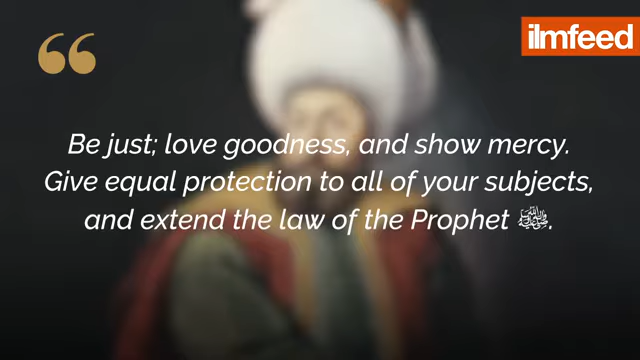 ilmfeed
“
Be just; love goodness, and show mercy.
Give equal protection to all of your subjects,
and extend the law of the Prophet ﷺ.